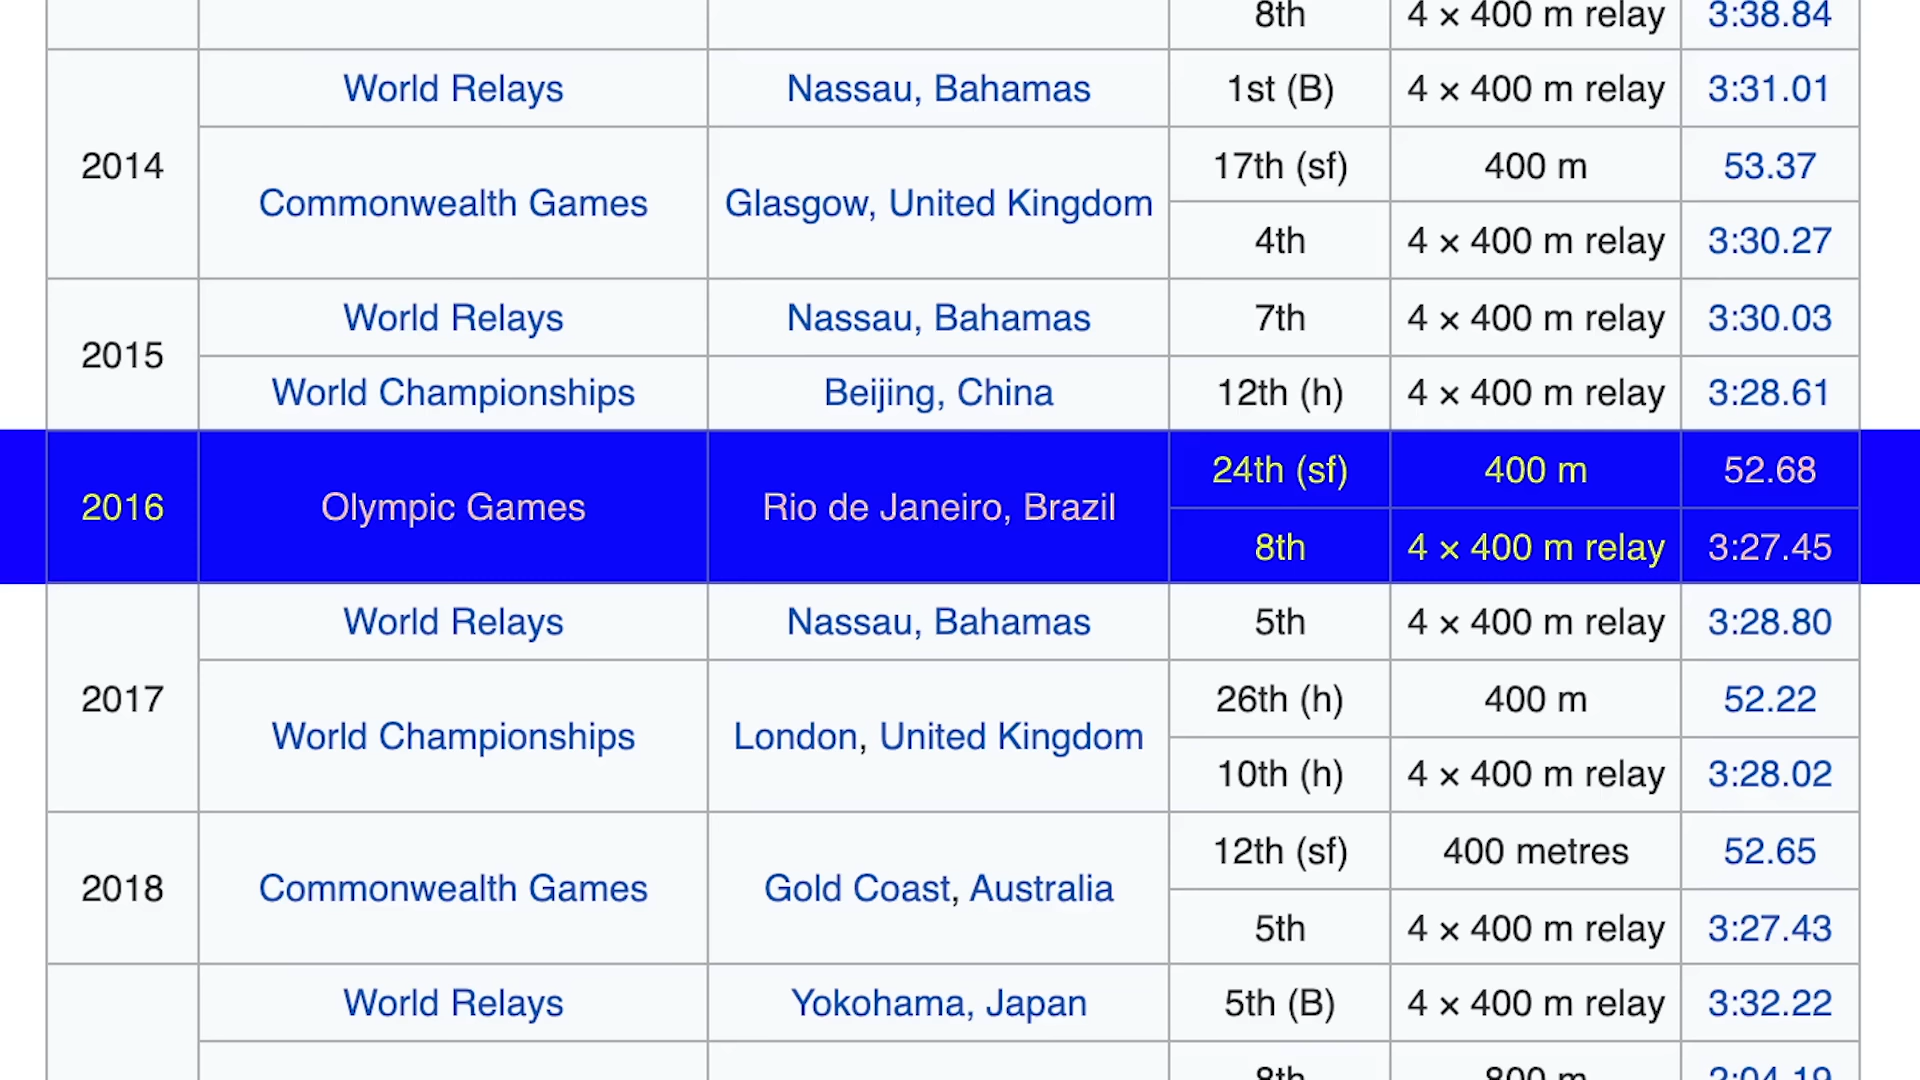 8th 4 × 400 m relay 3:38.84
2014 World Relays Nassau, Bahamas 1st (B) 4 × 400 m relay 3:31.01
Commonwealth Games Glasgow, United Kingdom 17th (sf) 400 m 53.37
4th 4 × 400 m relay 3:30.27
2015 World Relays Nassau, Bahamas 7th 4 × 400 m relay 3:30.03
World Championships Beijing, China 12th (h) 4 × 400 m relay 3:28.61
2016 Olympic Games Rio de Janeiro, Brazil 24th (sf) 400 m 52.68
8th 4 × 400 m relay 3:27.45
2017 World Relays Nassau, Bahamas 5th 4 × 400 m relay 3:28.80
World Championships London, United Kingdom 26th (h) 400 m 52.22
10th (h) 4 × 400 m relay 3:28.02
2018 Commonwealth Games Gold Coast, Australia 12th (sf) 400 metres 52.65
5th 4 × 400 m relay 3:27.43
World Relays Yokohama, Japan 5th (B) 4 × 400 m relay 3:32.22
8th 800 m 2:04.19